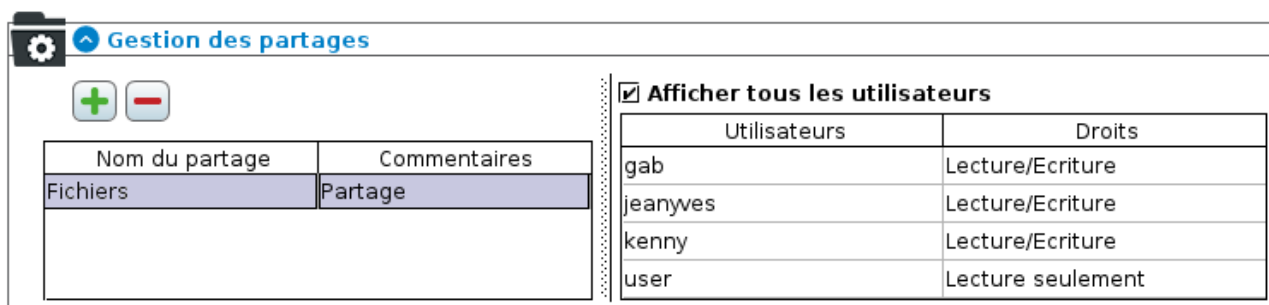 Gestion des partages
Nom du partage Commentaires
Fichiers Partage
Afficher tous les utilisateurs
Utilisateurs Droits
gab Lecture/Ecriture
jeanyves Lecture/Ecriture
kenny Lecture/Ecriture
user Lecture seulement